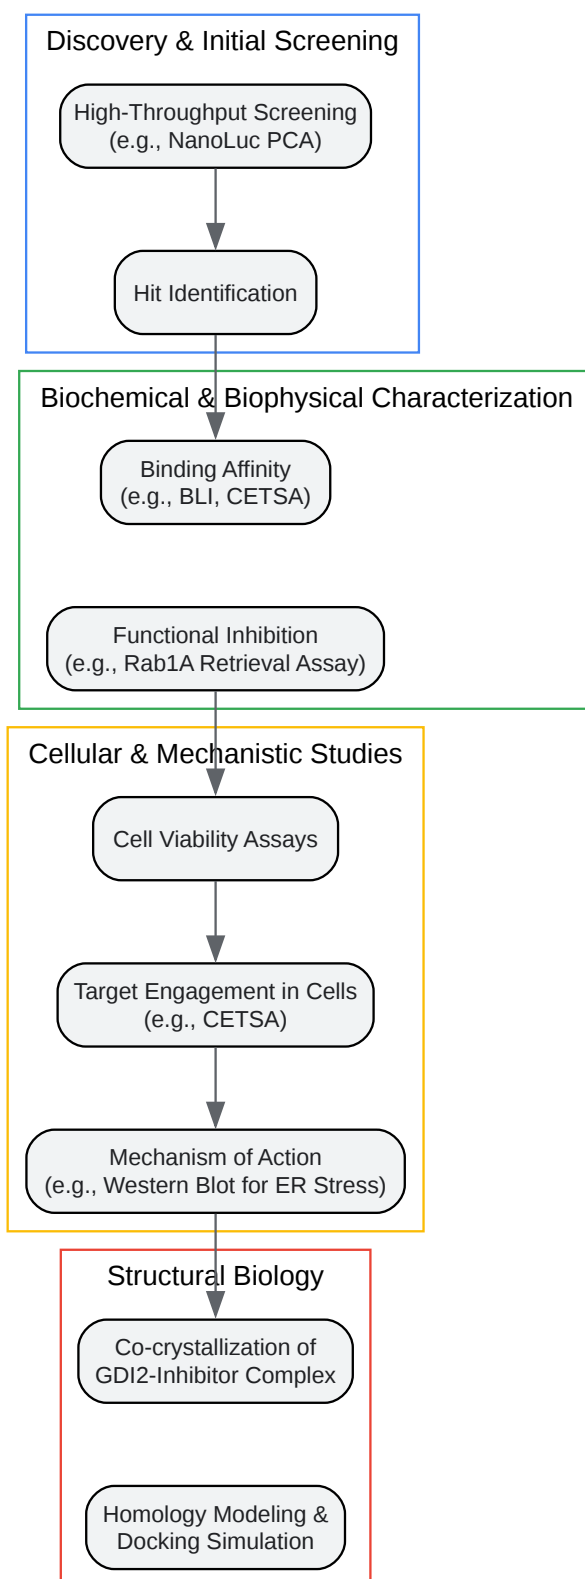 Discovery & Initial Screening
High-Throughput Screening
(e.g., NanoLuc PCA)
Hit Identification
Biochemical & Biophysical Characterization
Binding Affinity
(e.g., BLI, CETSA)
Functional Inhibition
(e.g., Rab1A Retrieval Assay)
Cellular & Mechanistic Studies
Cell Viability Assays
Target Engagement in Cells
(e.g., CETSA)
Mechanism of Action
(e.g., Western Blot for ER Stress)
Structural Biology
Co-crystallization of
GDI2-Inhibitor Complex
Homology Modeling &
Docking Simulation